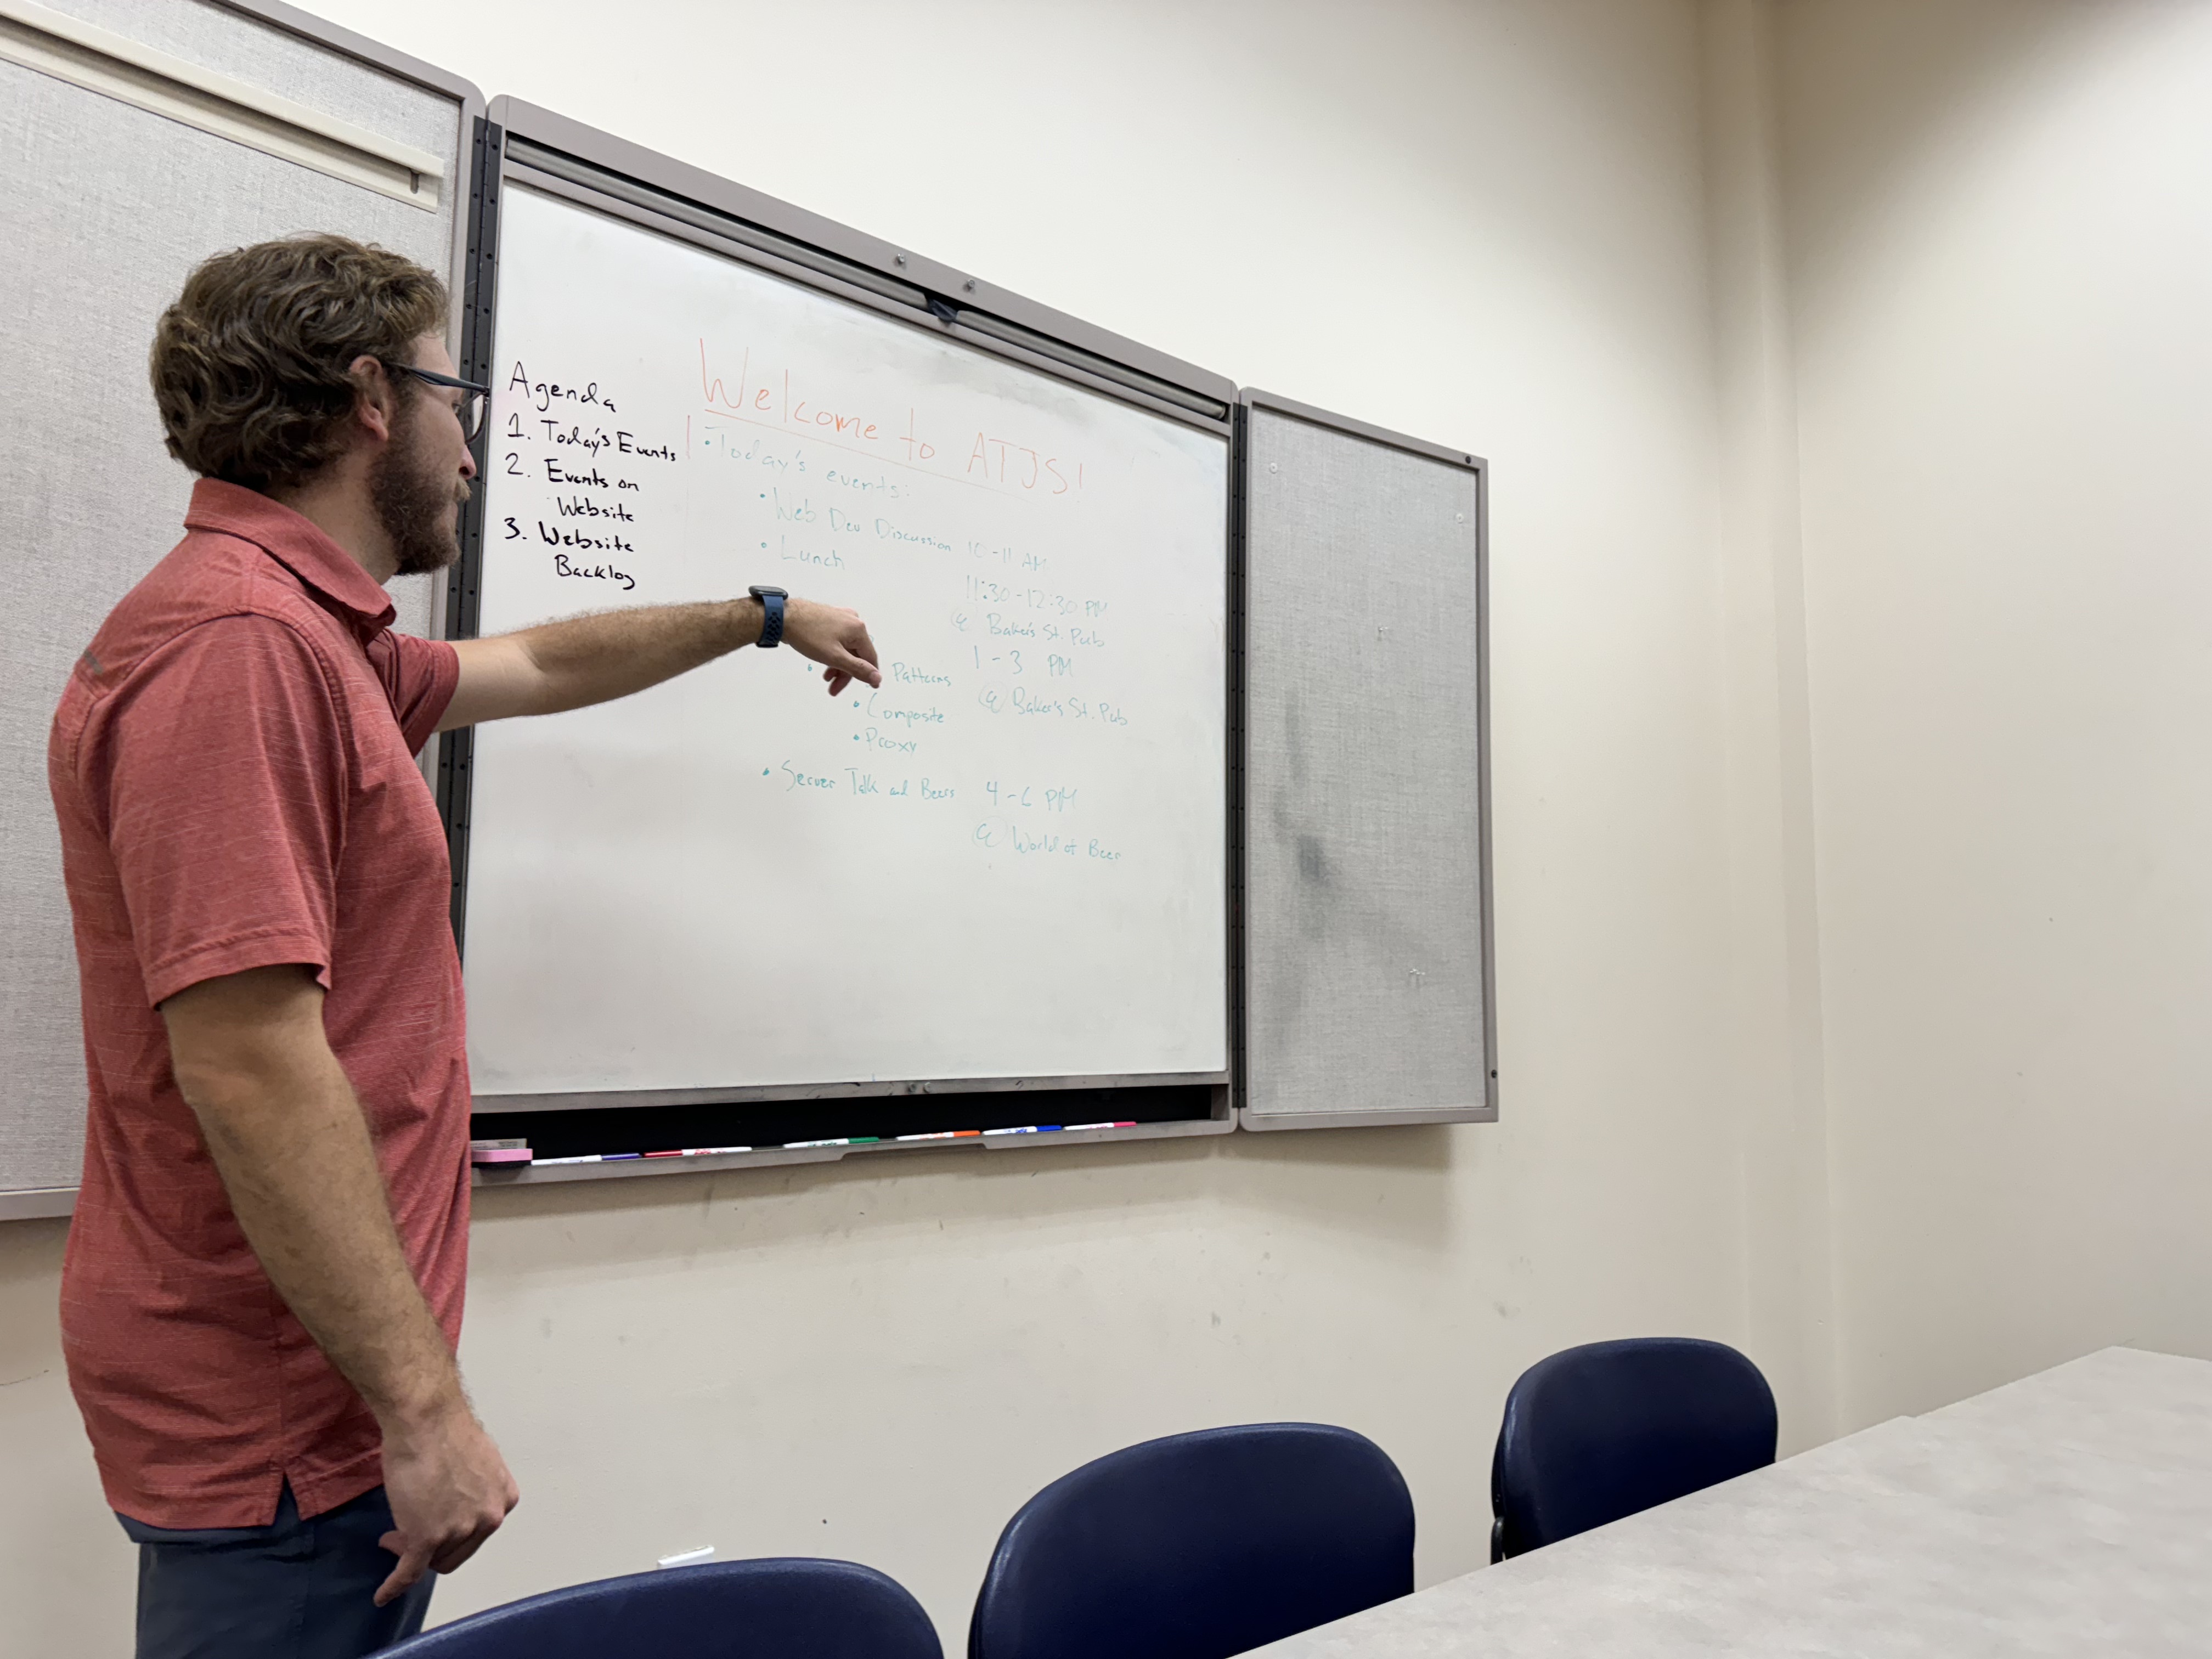 Agenda
1. Today's Events
2. Events on
Website
3. Website
Backlog
Welcome to ATJS!
• Today's events:
• Web Dev Discussion 10-11 AM
• Lunch 11:30-12:30 PM
@ Baker's St. Pub
• Patterns 1-3 PM
@ Baker's St. Pub
• Composite
• Proxy
• Server Talk and Beers 4-6 PM
@ World of Beer